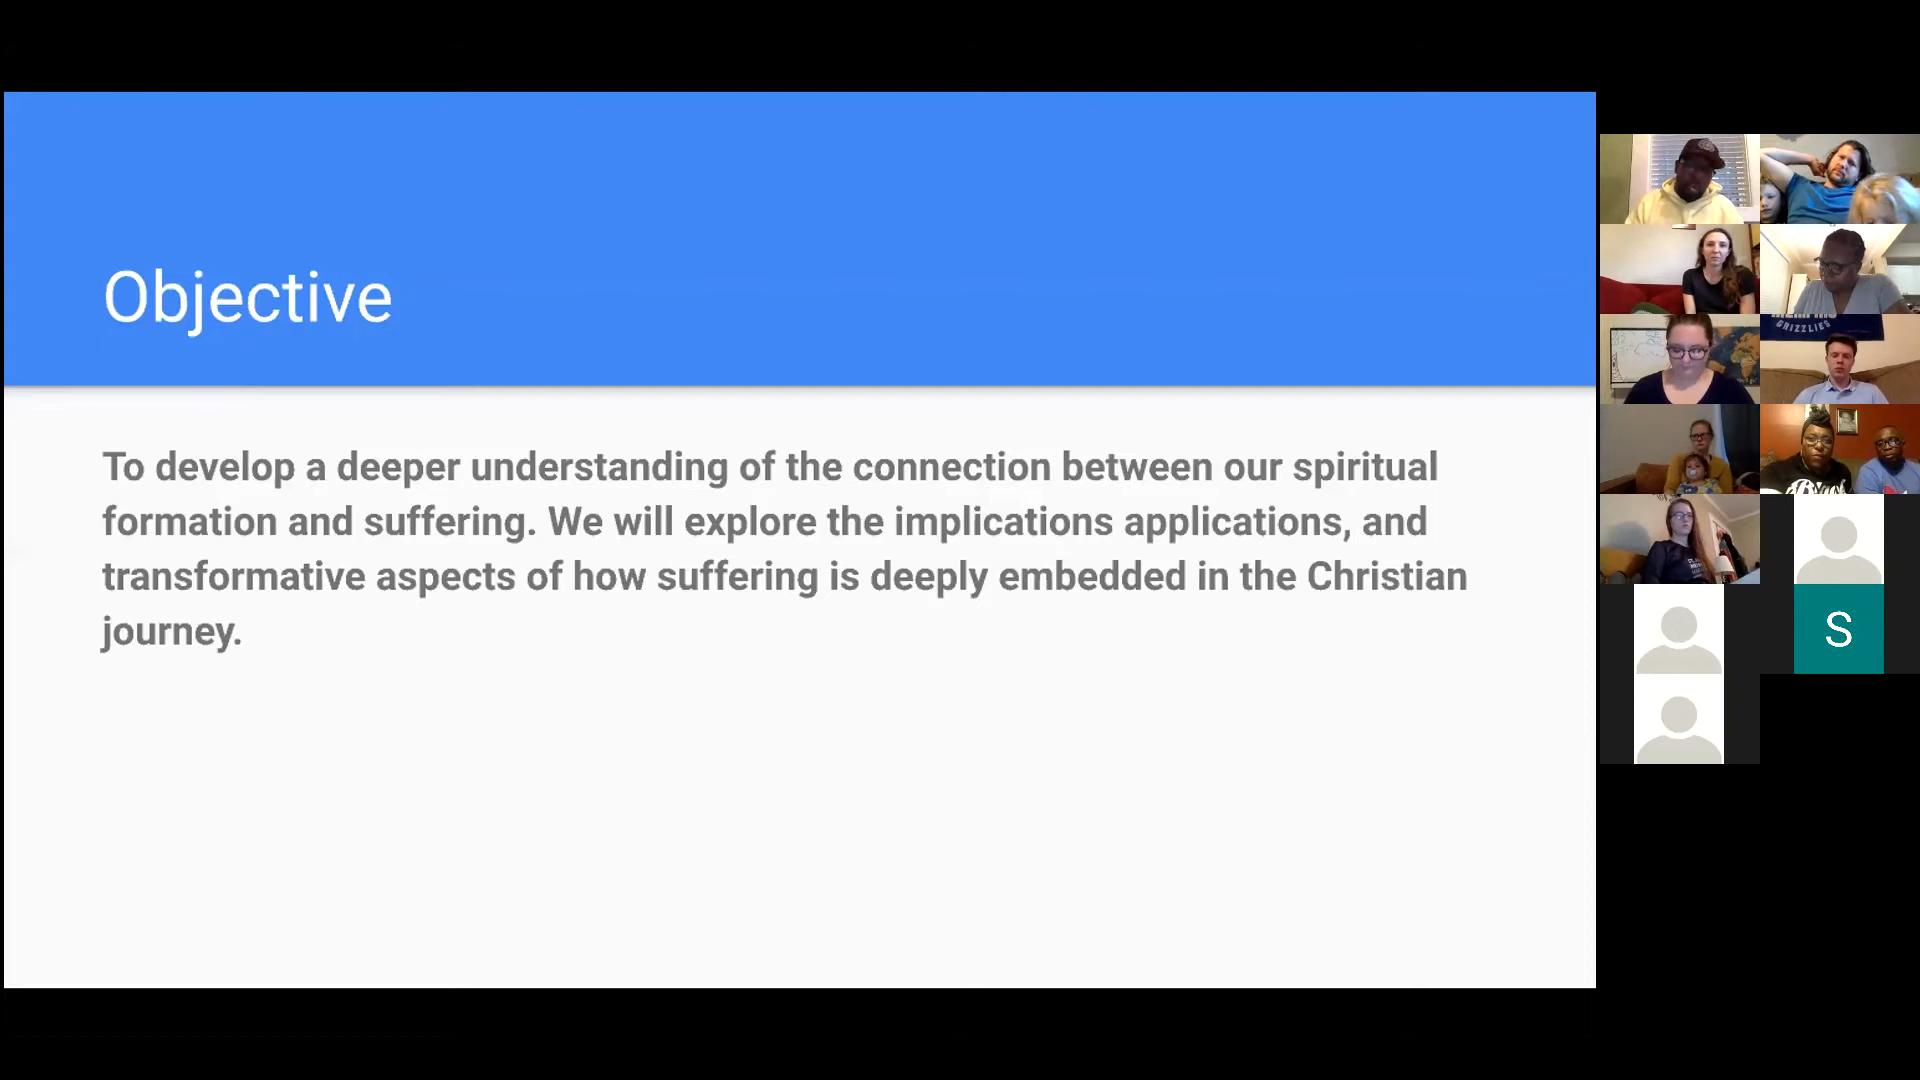 Objective
To develop a deeper understanding of the connection between our spiritual
formation and suffering. We will explore the implications applications, and
transformative aspects of how suffering is deeply embedded in the Christian
journey.
GRIZZLIES
S